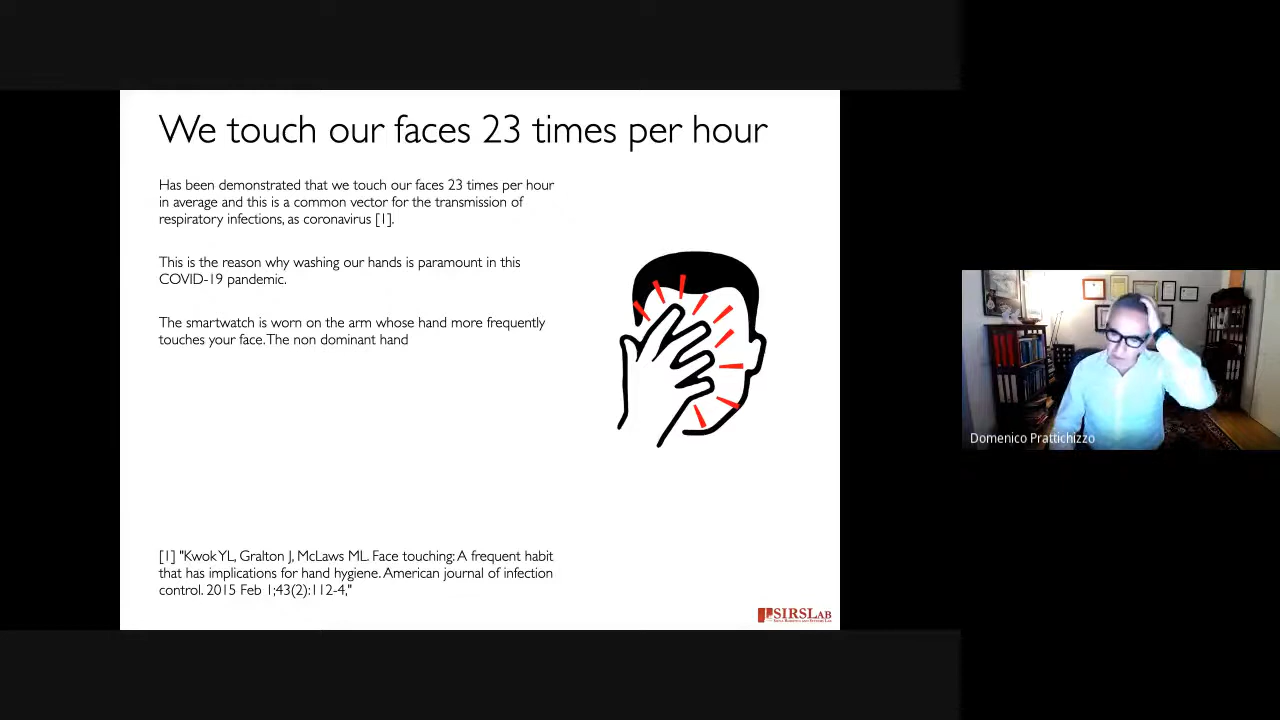 We touch our faces 23 times per hour
Has been demonstrated that we touch our faces 23 times per hour
in average and this is a common vector for the transmission of
respiratory infections, as coronavirus [1].
This is the reason why washing our hands is paramount in this
COVID-19 pandemic.
The smartwatch is worn on the arm whose hand more frequently
touches your face. The non dominant hand
[1] "Kwok YL, Gralton J, McLaws ML. Face touching: A frequent habit
that has implications for hand hygiene. American journal of infection
control. 2015 Feb 1;43(2):112-4,"
SIRSLAB
Domenico Prattichizzo